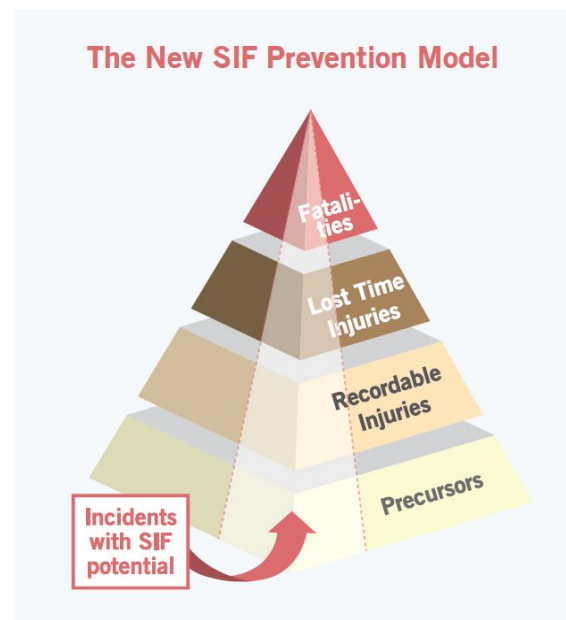 The New SIF Prevention Model
Fatali-
ties
Lost Time
Injuries
Recordable
Injuries
Precursors
Incidents
with SIF
potential